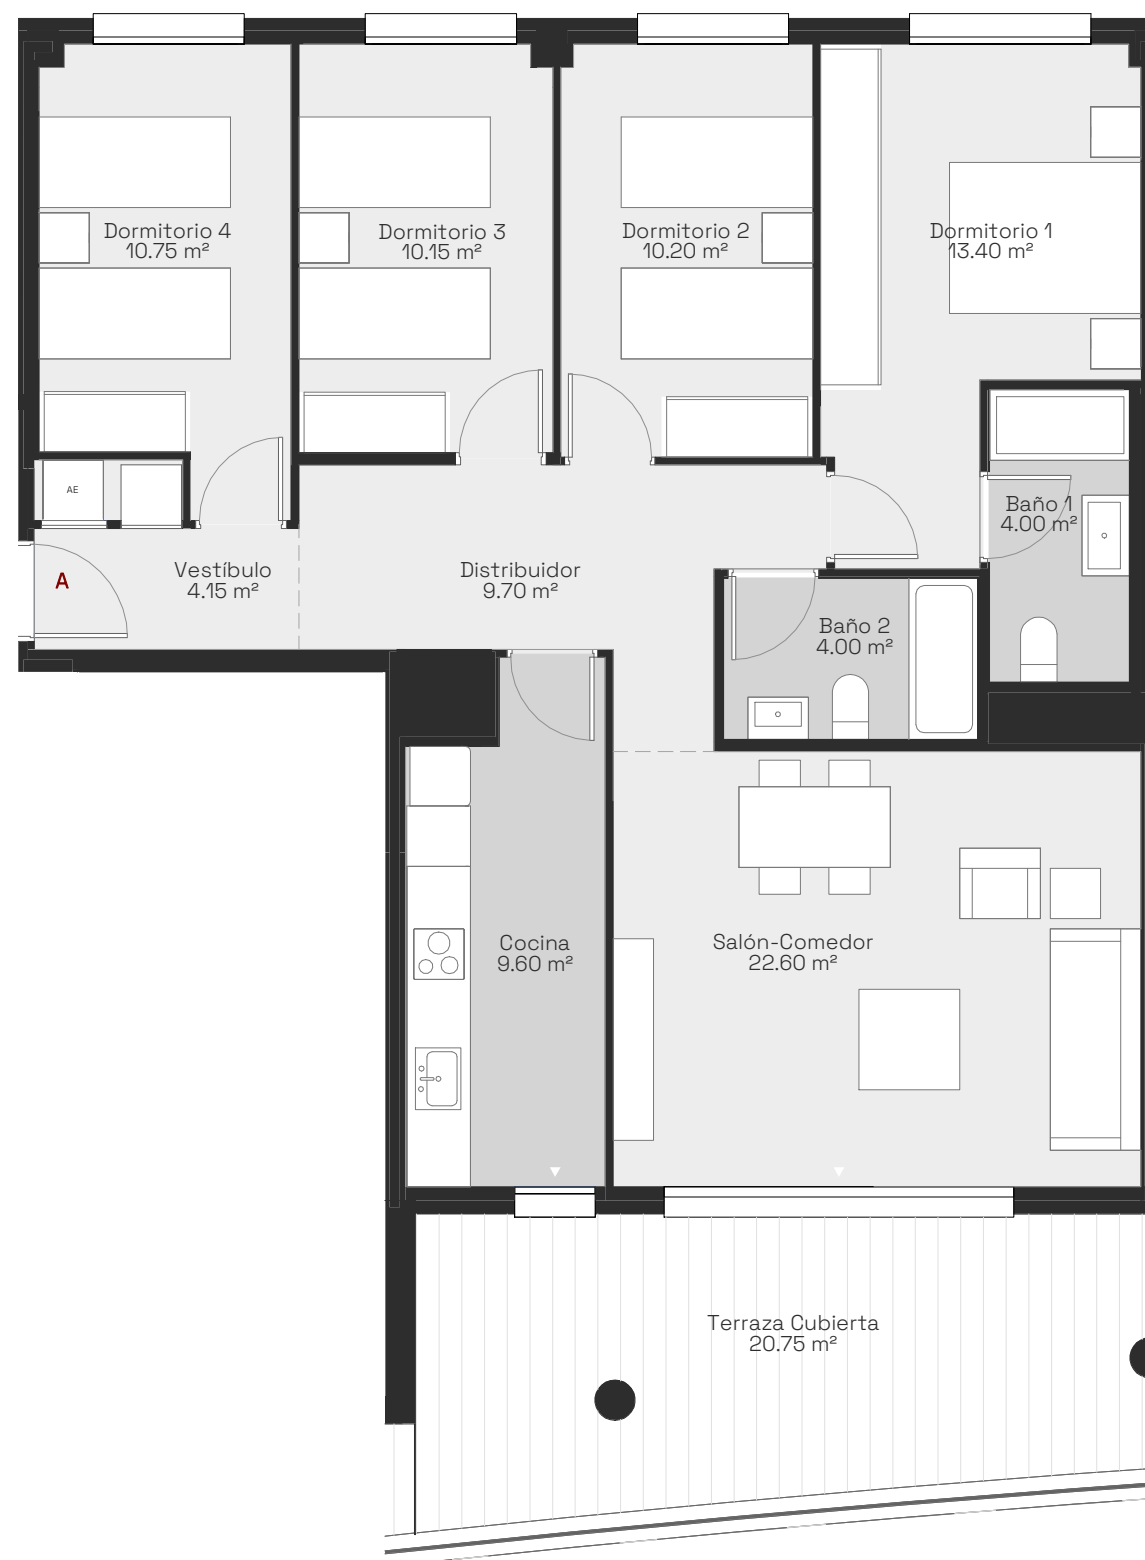 Dormitorio 4
10.75 m²
Dormitorio 3
10.15 m²
Dormitorio 2
10.20 m²
Dormitorio 1
13.40 m²
AE
Baño 1
4.00 m²
A
Vestíbulo
4.15 m²
Distribuidor
9.70 m²
Baño 2
4.00 m²
Cocina
9.60 m²
Salón-Comedor
22.60 m²
Terraza Cubierta
20.75 m²